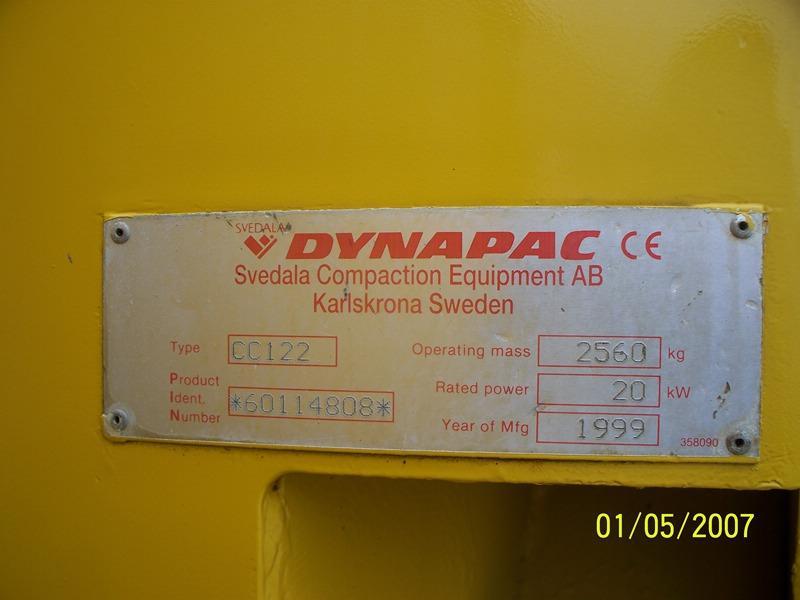 SVEDALA
DYNAPAC CE
Svedala Compaction Equipment AB
Karlskrona Sweden
Type CC122
Operating mass 2560 kg
Product Ident. Number *60114808*
Rated power 20 kW
Year of Mfg 1999
358090
01/05/2007